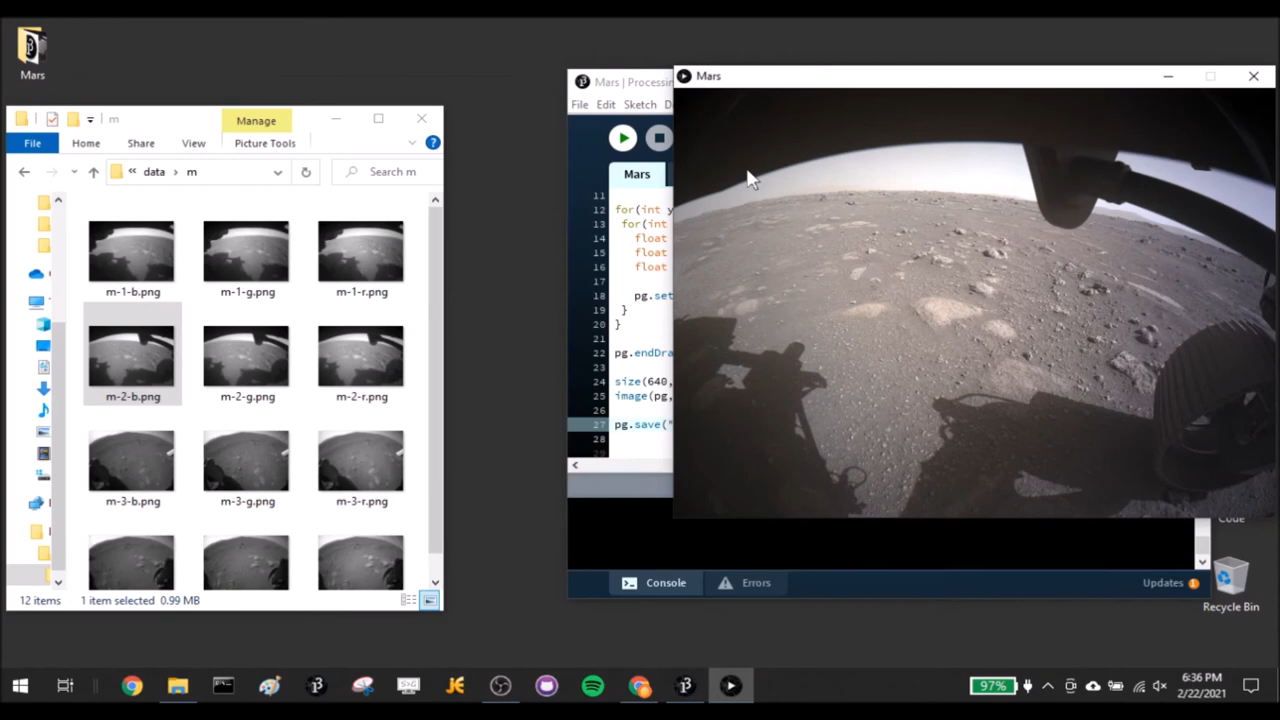 Mars
m
Manage
File
Home
Share
View
Picture Tools
data
m
Search m
m-1-b.png
m-1-g.png
m-1-r.png
m-2-b.png
m-2-g.png
m-2-r.png
m-3-b.png
m-3-g.png
m-3-r.png
12 items
1 item selected 0.99 MB
Mars | Processin
File Edit Sketch D
Mars
11
12 for(int y
13 for(int
14 float
15 float
16 float
17
18 pg.set
19 }
20 }
21
22 pg.endDra
23
24 size(640,
25 image(pg,
26
27 pg.save("
28
Console
Errors
Updates 1
Mars
Code
Recycle Bin
97%
6:36 PM
2/22/2021